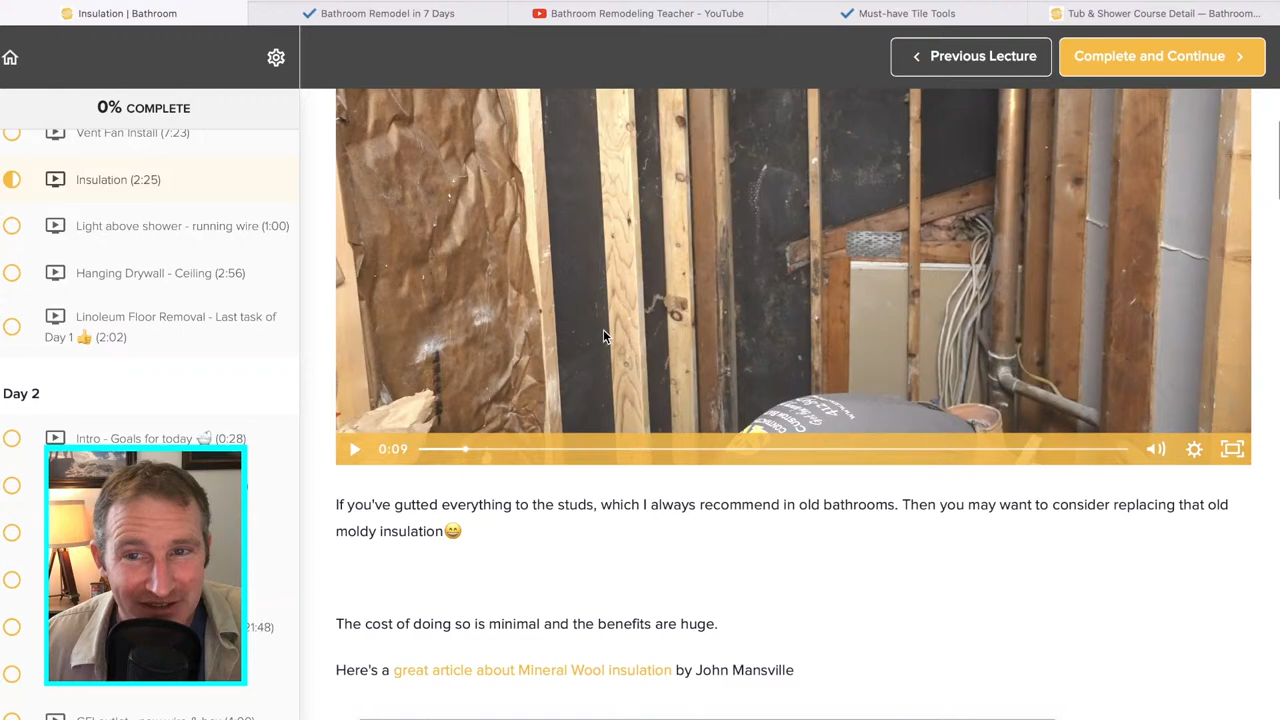 Insulation | Bathroom
Bathroom Remodel in 7 Days
Bathroom Remodeling Teacher - YouTube
Must-have Tile Tools
Tub & Shower Course Detail — Bathroom...
Previous Lecture
Complete and Continue
0% COMPLETE
Vent Fan Install (7:23)
Insulation (2:25)
Light above shower - running wire (1:00)
Hanging Drywall - Ceiling (2:56)
Linoleum Floor Removal - Last task of
Day 1 👍 (2:02)
Day 2
Intro - Goals for today 🛁 (0:28)
21:48)
0:09
If you've gutted everything to the studs, which I always recommend in old bathrooms. Then you may want to consider replacing that old
moldy insulation😄
The cost of doing so is minimal and the benefits are huge.
Here's a great article about Mineral Wool insulation by John Mansville